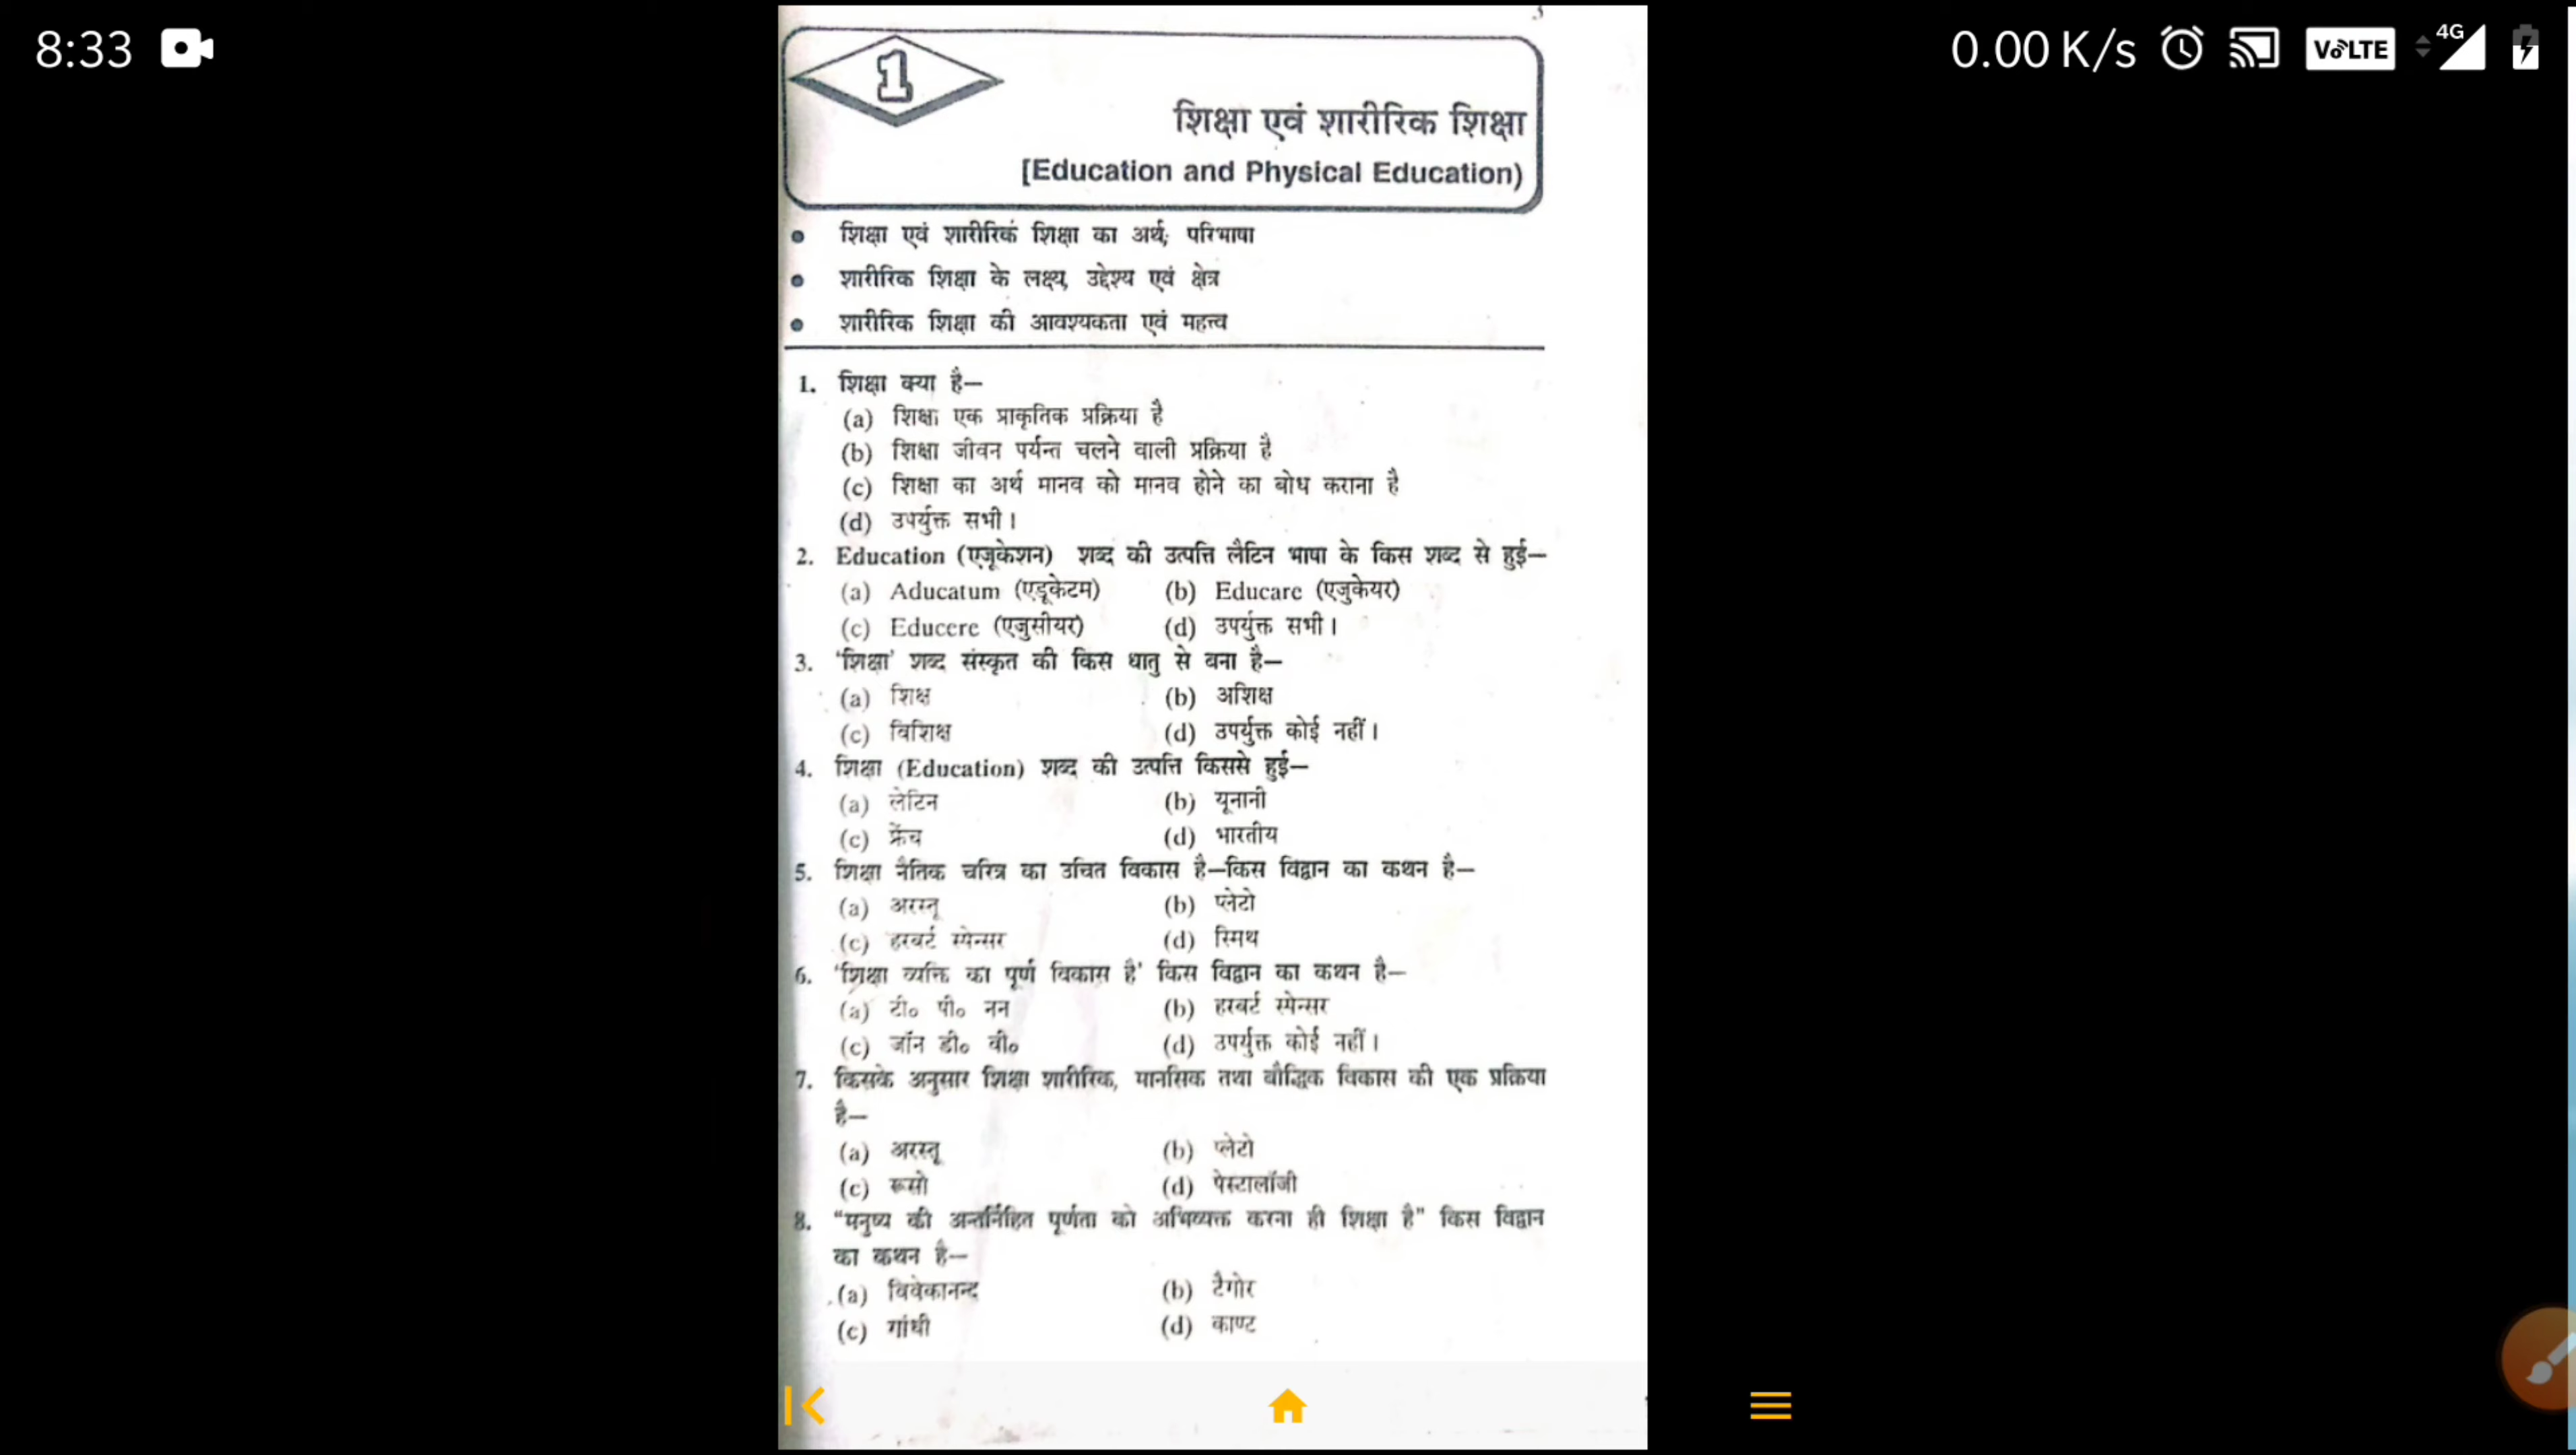 8:33
0.00 K/s
VoLTE
4G
1
शिक्षा एवं शारीरिक शिक्षा
[Education and Physical Education)
● शिक्षा एवं शारीरिक शिक्षा का अर्थ, परिभाषा
● शारीरिक शिक्षा के लक्ष्य, उद्देश्य एवं क्षेत्र
● शारीरिक शिक्षा की आवश्यकता एवं महत्त्व
1. शिक्षा क्या है—
(a) शिक्षा एक प्राकृतिक प्रक्रिया है
(b) शिक्षा जीवन पर्यन्त चलने वाली प्रक्रिया है
(c) शिक्षा का अर्थ मानव को मानव होने का बोध कराना है
(d) उपर्युक्त सभी।
2. Education (एजूकेशन) शब्द की उत्पत्ति लैटिन भाषा के किस शब्द से हुई—
(a) Aducatum (एडूकेटम) (b) Educare (एजुकेयर)
(c) Educere (एजुसीयर) (d) उपर्युक्त सभी।
3. 'शिक्षा' शब्द संस्कृत की किस धातु से बना है—
(a) शिक्ष (b) अशिक्ष
(c) विशिक्ष (d) उपर्युक्त कोई नहीं।
4. शिक्षा (Education) शब्द की उत्पत्ति किससे हुई—
(a) लेटिन (b) यूनानी
(c) फ्रेंच (d) भारतीय
5. शिक्षा नैतिक चरित्र का उचित विकास है—किस विद्वान का कथन है—
(a) अरस्तू (b) प्लेटो
(c) हरबर्ट स्पेन्सर (d) स्मिथ
6. 'शिक्षा व्यक्ति का पूर्ण विकास है' किस विद्वान का कथन है—
(a) टी० पी० नन (b) हरबर्ट स्पेन्सर
(c) जॉन डी० वी० (d) उपर्युक्त कोई नहीं।
7. किसके अनुसार शिक्षा शारीरिक, मानसिक तथा बौद्धिक विकास की एक प्रक्रिया
है—
(a) अरस्तू (b) प्लेटो
(c) रूसो (d) पेस्टालॉजी
8. "मनुष्य की अन्तर्निहित पूर्णता को अभिव्यक्त करना ही शिक्षा है" किस विद्वान
का कथन है—
(a) विवेकानन्द (b) टैगोर
(c) गांधी (d) काण्ट